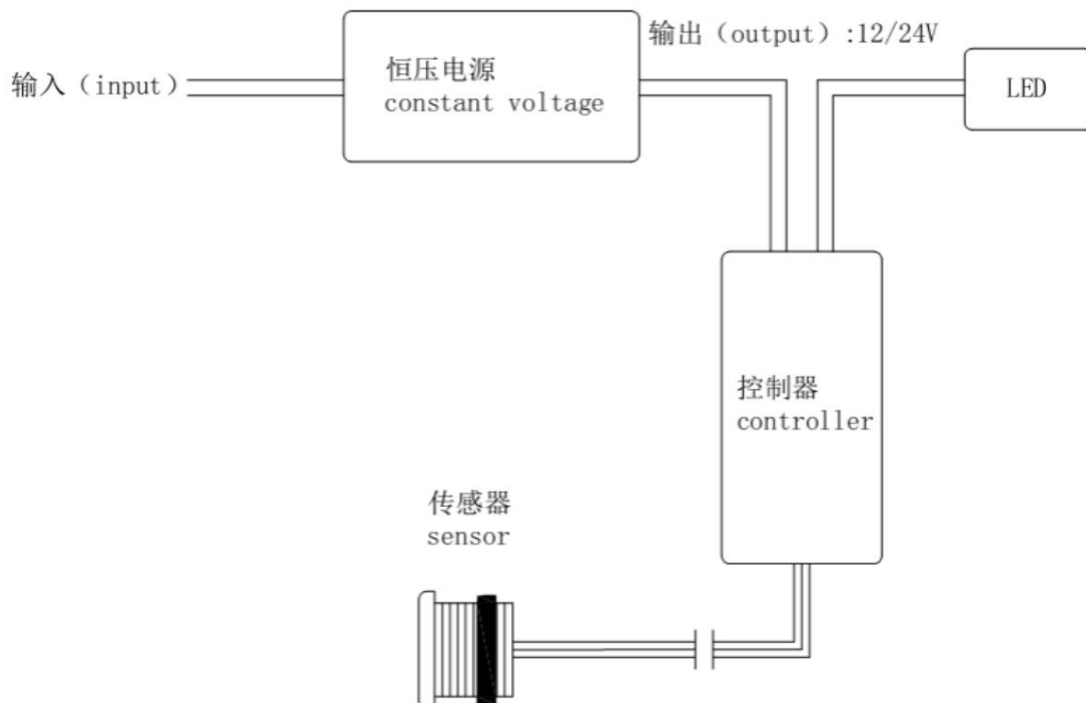 输出（output）:12/24V
输入（input）
恒压电源
constant voltage
LED
控制器
controller
传感器
sensor